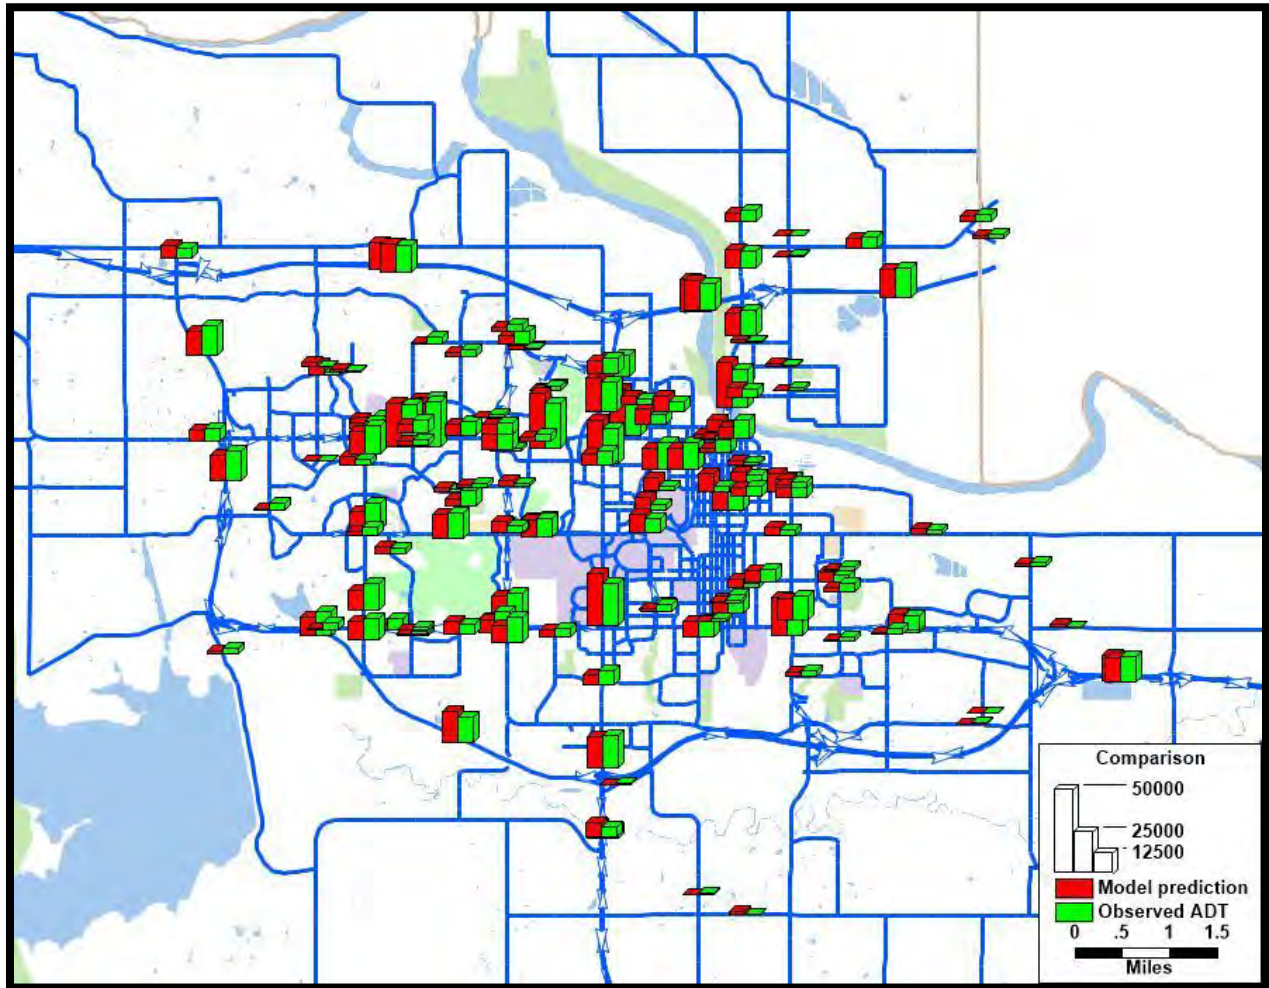 Comparison
50000
25000
12500
Model prediction
Observed ADT
0 .5 1 1.5
Miles